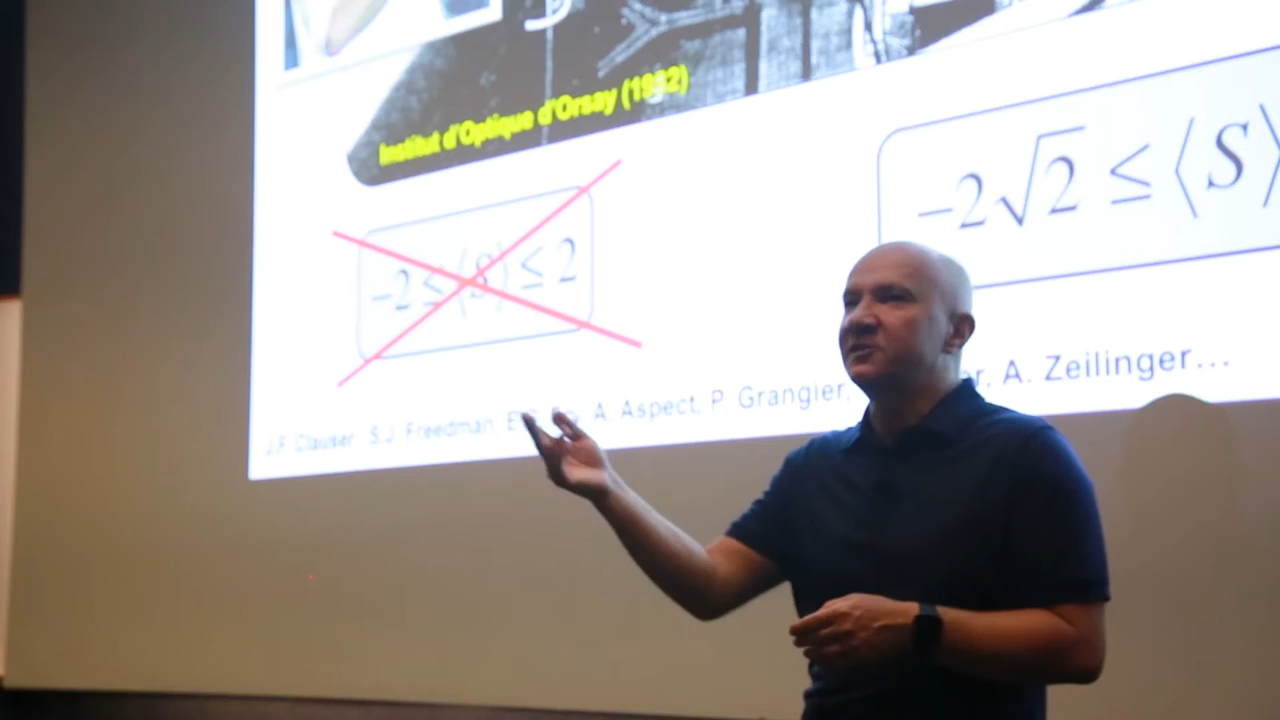 Institut d'Optique d'Orsay (1982)
−2√2 ≤ ⟨S⟩
−2 ≤ ⟨S⟩ ≤ 2
J.F. Clauser S.J. Freedman A. Aspect, P. Grangier, A. Zeilinger...